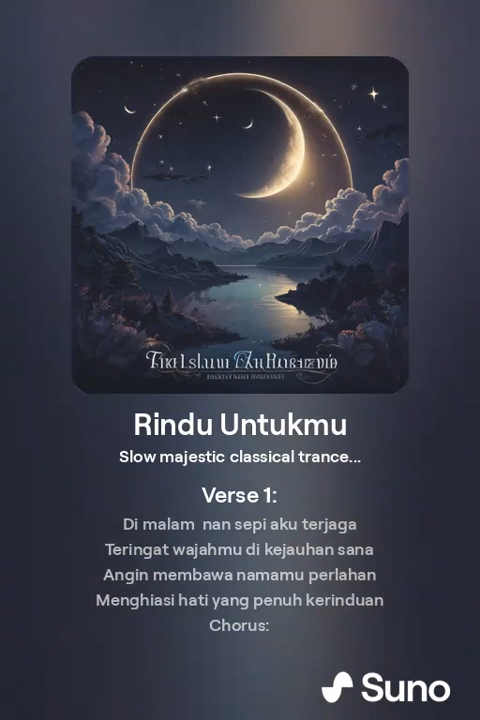 Rindu Untukmu
Slow majestic classical trance...
Verse 1:
Di malam nan sepi aku terjaga
Teringat wajahmu di kejauhan sana
Angin membawa namamu perlahan
Menghiasi hati yang penuh kerinduan
Chorus:
Suno